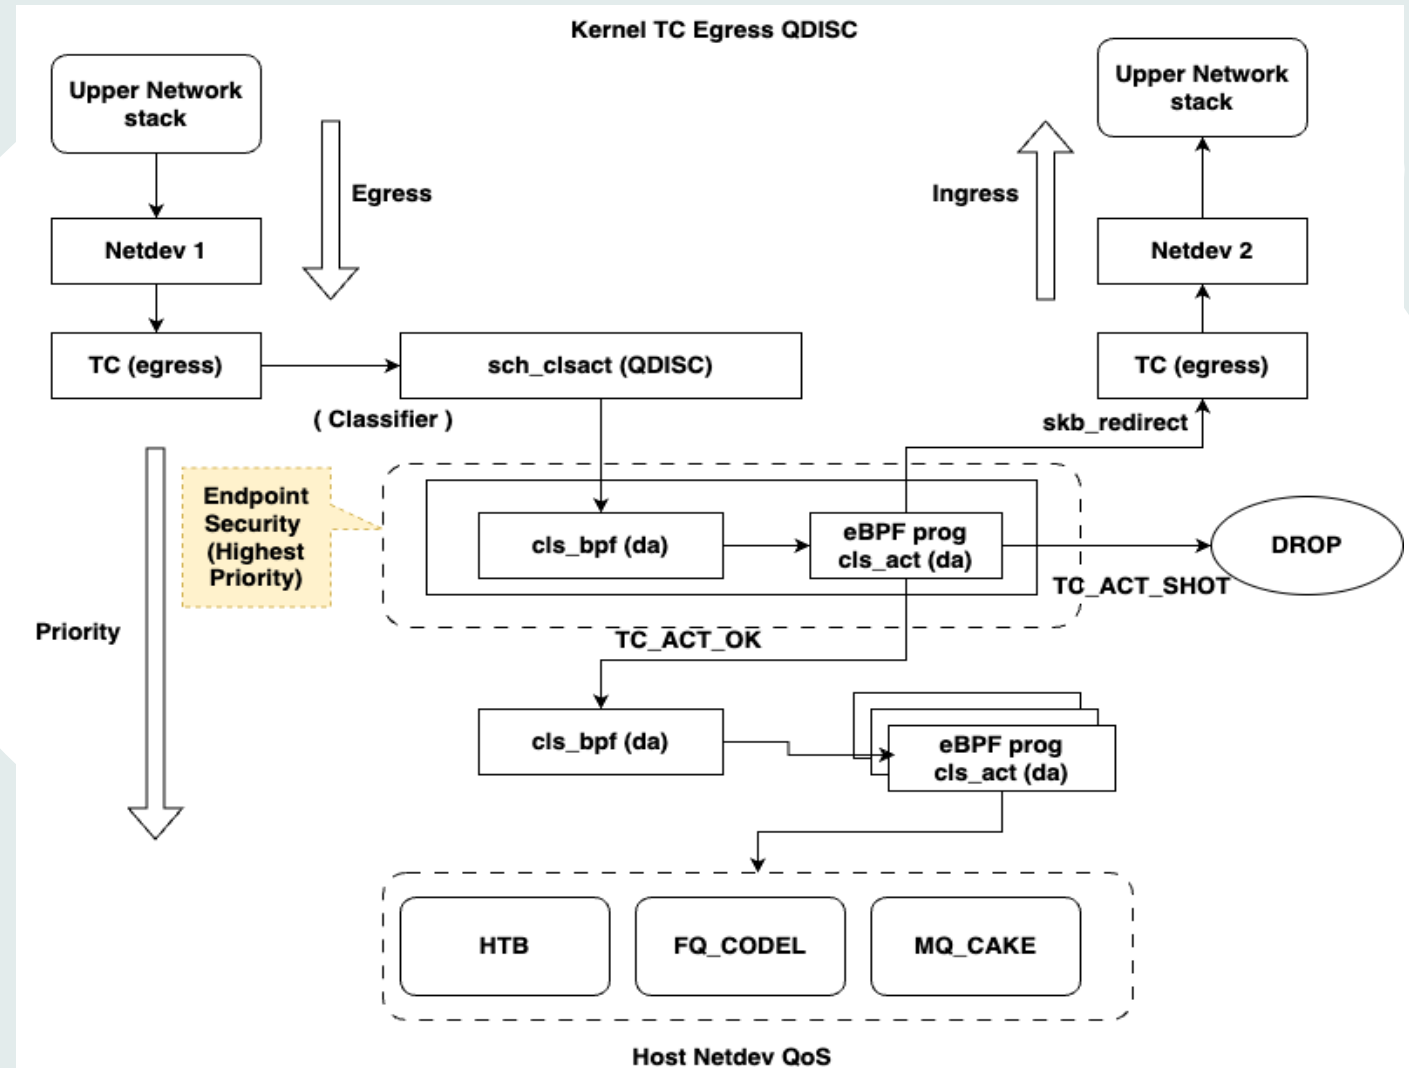 Kernel TC Egress QDISC
Upper Network
stack
Upper Network
stack
Egress
Ingress
Netdev 1
Netdev 2
TC (egress)
sch_clsact (QDISC)
TC (egress)
( Classifier )
skb_redirect
Endpoint
Security
(Highest
Priority)
cls_bpf (da)
eBPF prog
cls_act (da)
DROP
TC_ACT_SHOT
Priority
TC_ACT_OK
cls_bpf (da)
eBPF prog
cls_act (da)
HTB
FQ_CODEL
MQ_CAKE
Host Netdev QoS